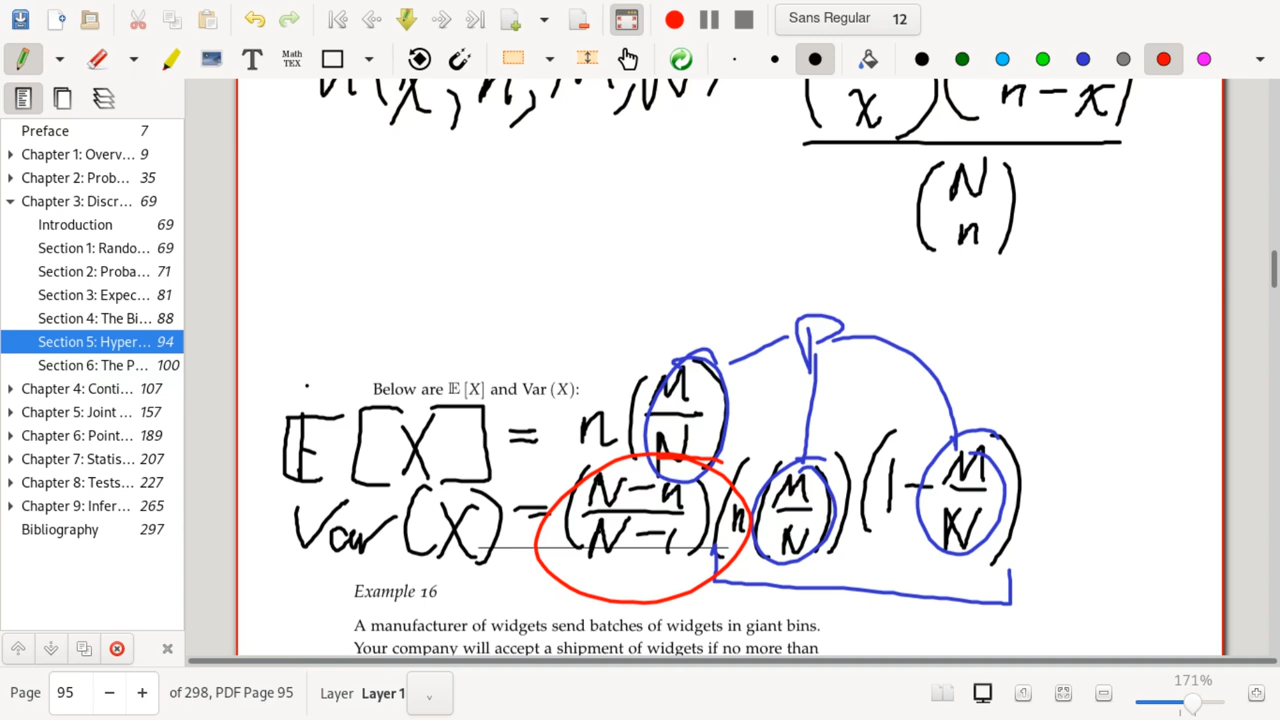 Sans Regular 12
Math
TEX
Preface 7
Chapter 1: Overv... 9
Chapter 2: Prob... 35
Chapter 3: Discr... 69
Introduction 69
Section 1: Rando... 69
Section 2: Proba... 71
Section 3: Expec... 81
Section 4: The Bi... 88
Section 5: Hyper... 94
Section 6: The P... 100
Chapter 4: Conti... 107
Chapter 5: Joint ... 157
Chapter 6: Point... 189
Chapter 7: Statis... 207
Chapter 8: Tests... 227
Chapter 9: Infer... 267
Bibliography 297
h(x; n, M, N)
( x ) ( n - x )
( N
n )
P
Below are 𝔼 [X] and Var (X):
𝔼 [X] = n (M/N)
Var (X) = ((N-n)/(N-1)) (n (M/N)) (1 - M/N)
Example 16
A manufacturer of widgets send batches of widgets in giant bins.
Your company will accept a shipment of widgets if no more than
Page 95 of 298, PDF Page 95 Layer Layer 1 171%